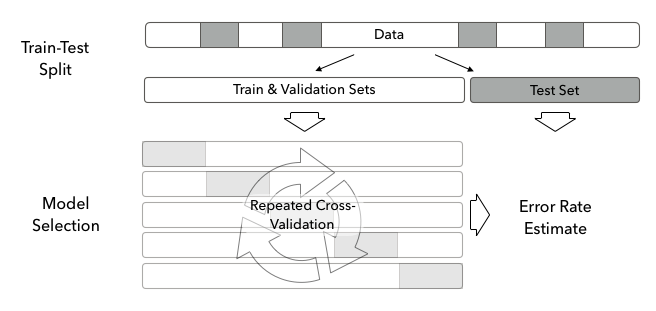 Train-Test
Split
Data
Train & Validation Sets
Test Set
Model
Selection
Repeated Cross-
Validation
Error Rate
Estimate